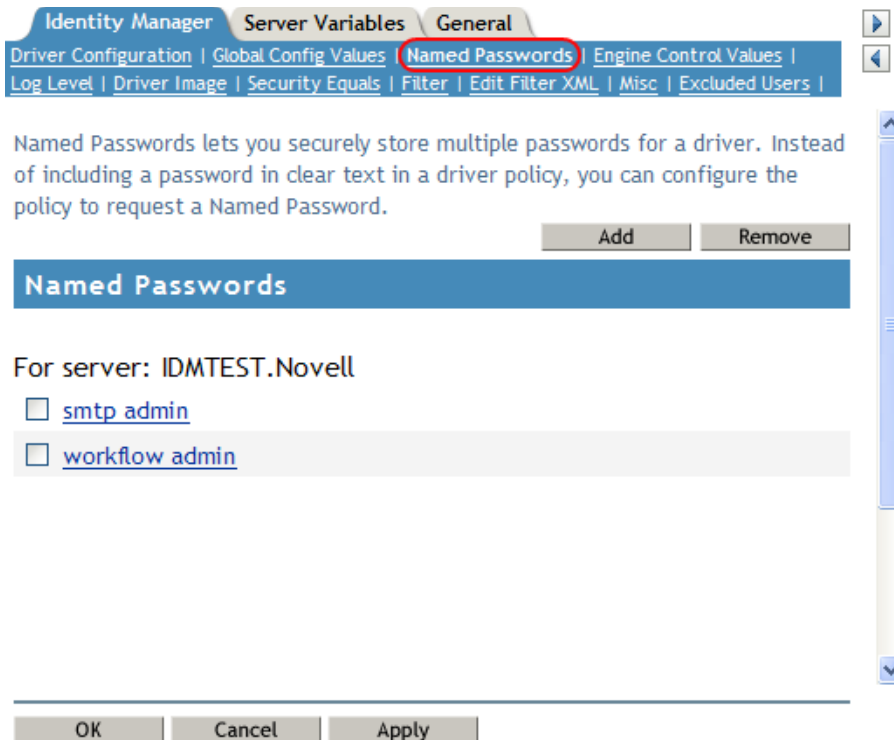 Identity Manager Server Variables General
Driver Configuration | Global Config Values | Named Passwords | Engine Control Values |
Log Level | Driver Image | Security Equals | Filter | Edit Filter XML | Misc | Excluded Users |
Named Passwords lets you securely store multiple passwords for a driver. Instead
of including a password in clear text in a driver policy, you can configure the
policy to request a Named Password.
Add Remove
Named Passwords
For server: IDMTEST.Novell
smtp admin
workflow admin
OK Cancel Apply